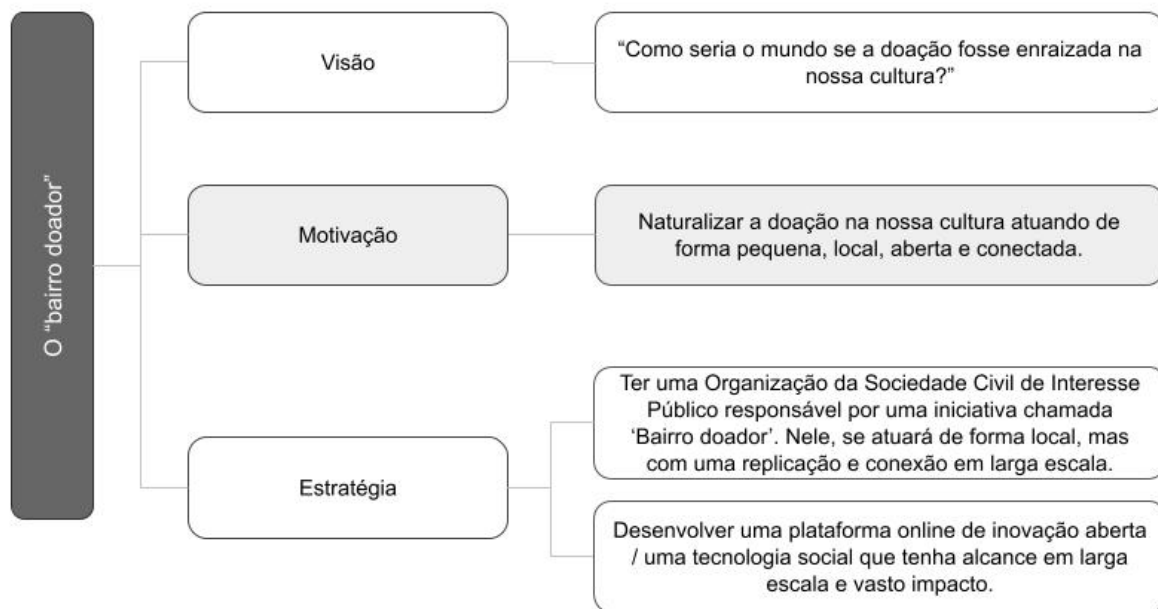 O “bairro doador”
Visão
“Como seria o mundo se a doação fosse enraizada na
nossa cultura?”
Motivação
Naturalizar a doação na nossa cultura atuando de
forma pequena, local, aberta e conectada.
Estratégia
Ter uma Organização da Sociedade Civil de Interesse
Público responsável por uma iniciativa chamada
‘Bairro doador’. Nele, se atuará de forma local, mas
com uma replicação e conexão em larga escala.
Desenvolver uma plataforma online de inovação aberta
/ uma tecnologia social que tenha alcance em larga
escala e vasto impacto.